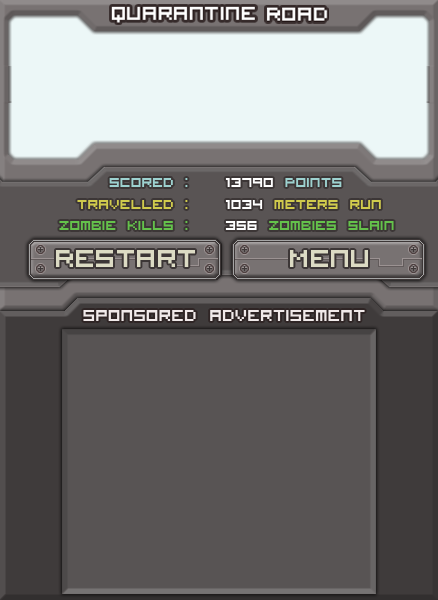 QUARANTINE ROAD
SCORED : 13790 POINTS
TRAVELLED : 1034 METERS RUN
ZOMBIE KILLS : 356 ZOMBIES SLAIN
RESTART MENU
SPONSORED ADVERTISEMENT